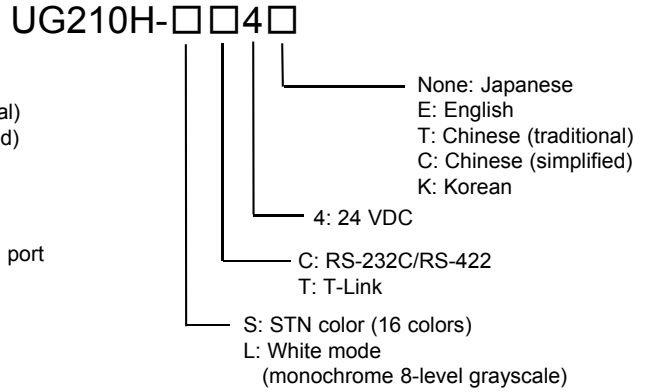 UG210H-□□4□
None: Japanese
E: English
T: Chinese (traditional)
C: Chinese (simplified)
K: Korean
4: 24 VDC
C: RS-232C/RS-422
T: T-Link
S: STN color (16 colors)
L: White mode
(monochrome 8-level grayscale)
al)
d)
port